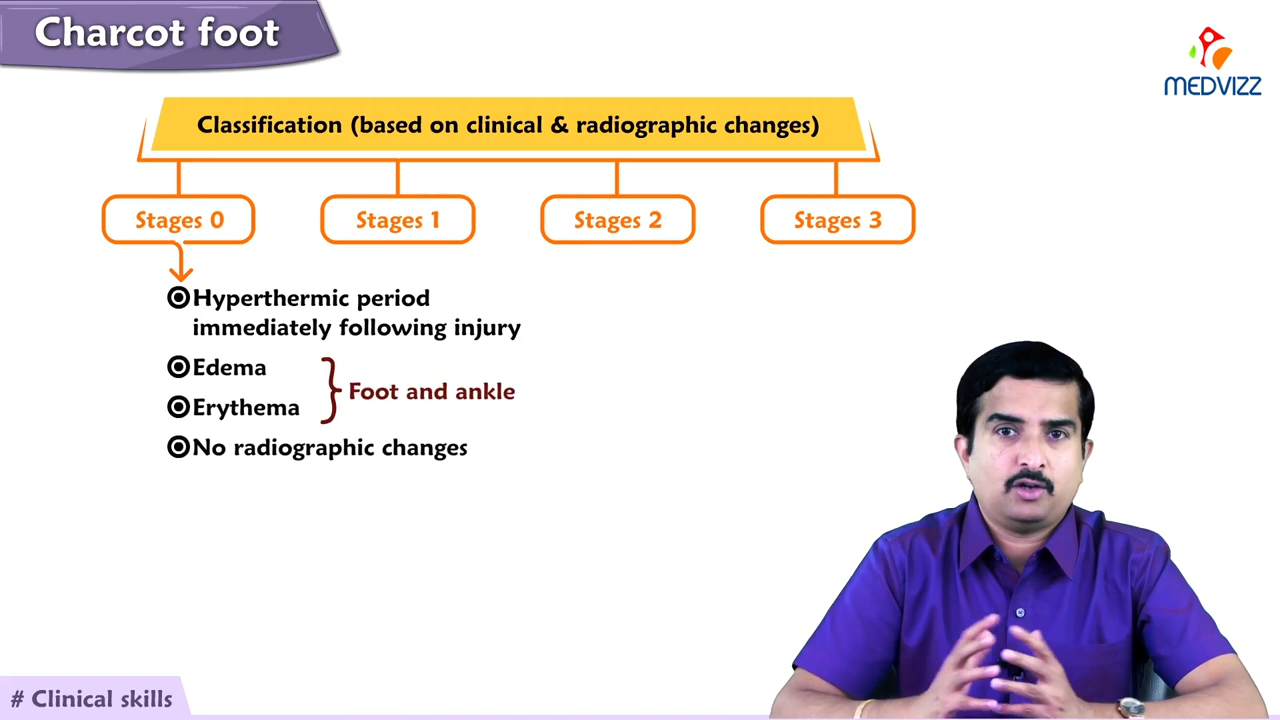 Charcot foot
MEDVIZZ
Classification (based on clinical & radiographic changes)
Stages 0
Stages 1
Stages 2
Stages 3
Hyperthermic period
immediately following injury
Edema
Erythema
Foot and ankle
No radiographic changes
# Clinical skills